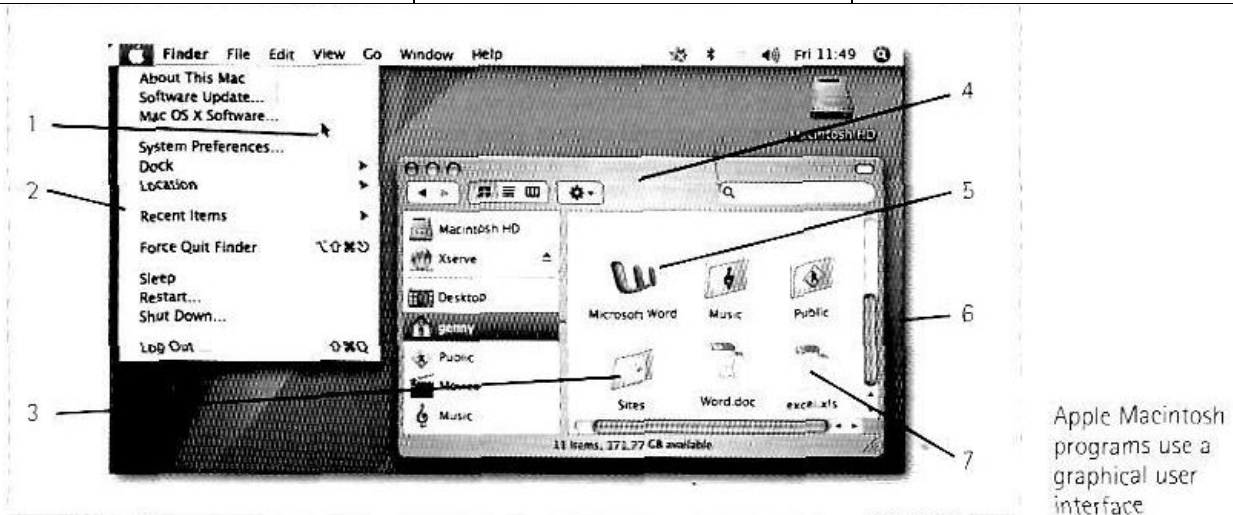 Finder File Edit View Go Window Help Fri 11:49
About This Mac
Software Update...
Mac OS X Software...
System Preferences...
Dock
Location
Recent Items
Force Quit Finder
Sleep
Restart...
Shut Down...
Log Out ...
Macintosh HD
Macintosh HD
Xserve
Desktop
genny
Public
Movies
Music
Microsoft Word Music Public
Sites Word.doc excel.xls
11 items, 171.77 GB available
1
2
3
4
5
6
7
Apple Macintosh
programs use a
graphical user
interface